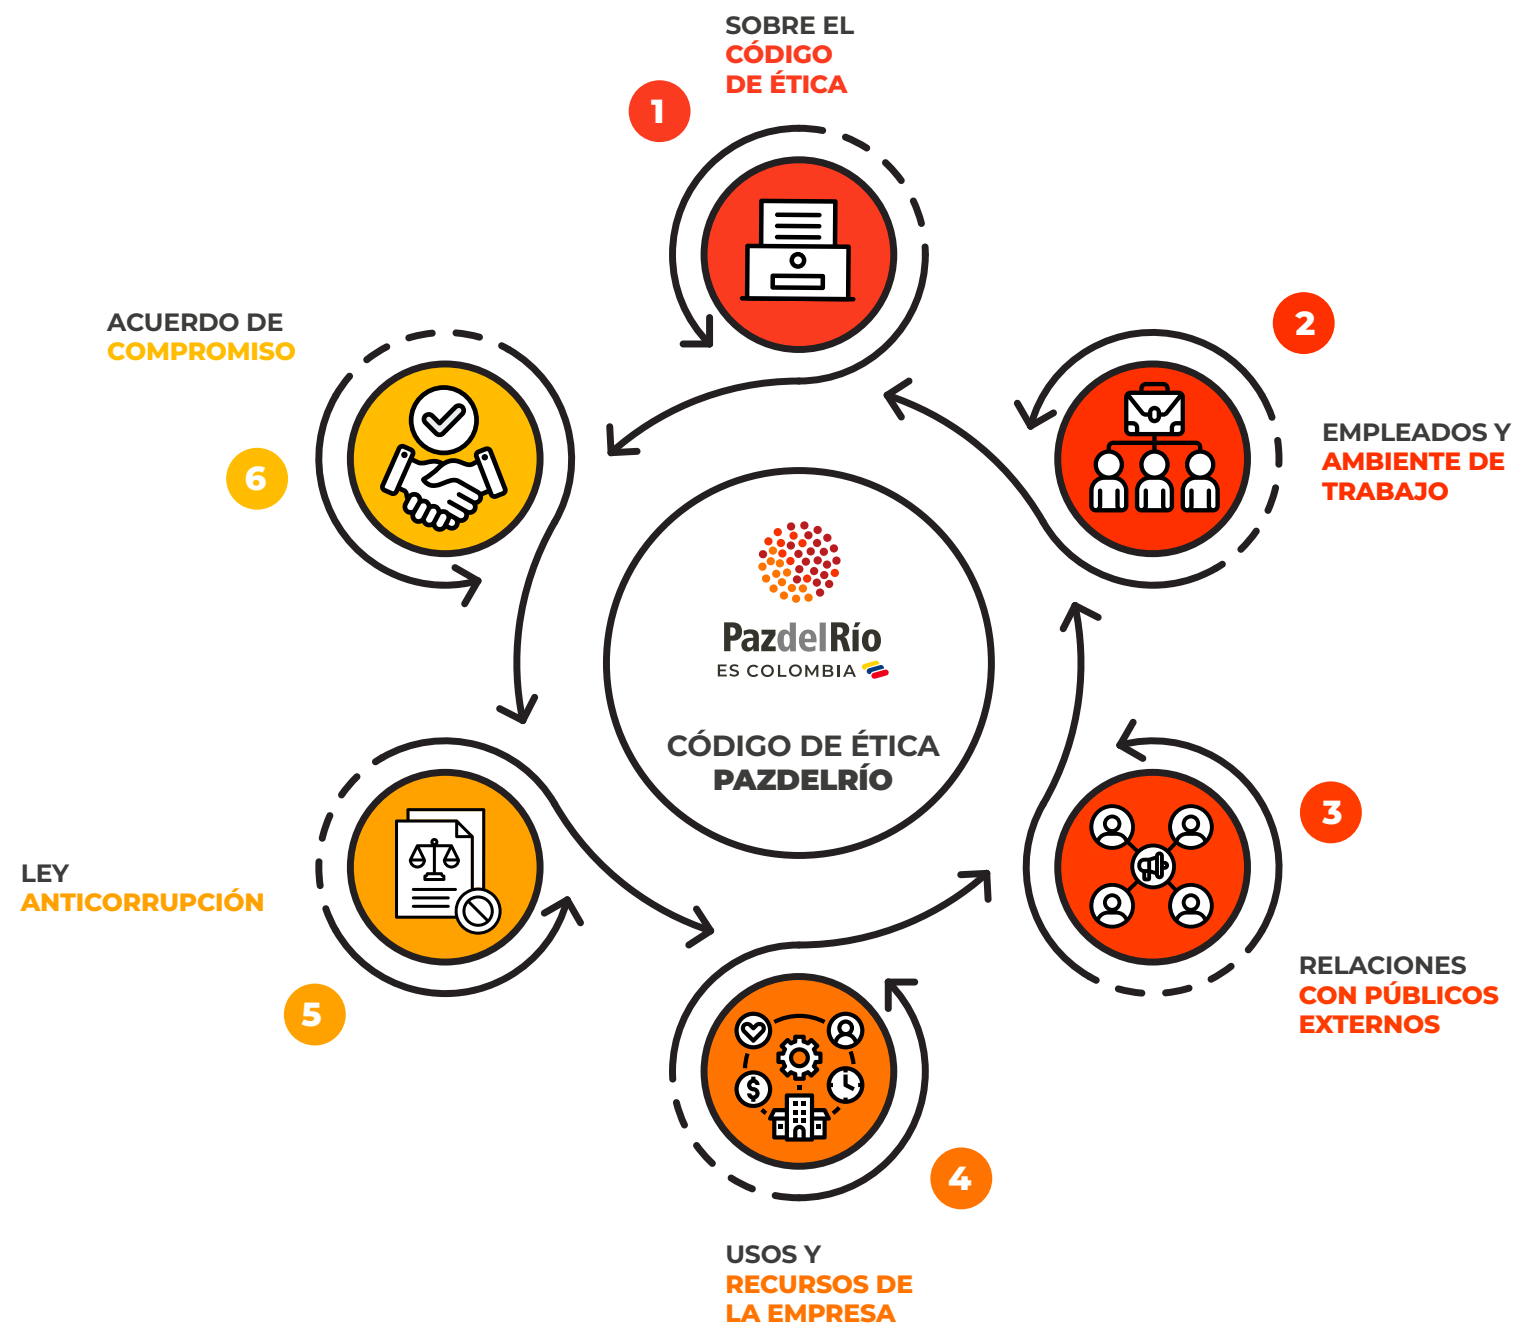 SOBRE EL
CÓDIGO
DE ÉTICA
1
2
EMPLEADOS Y
AMBIENTE DE
TRABAJO
3
RELACIONES
CON PÚBLICOS
EXTERNOS
4
USOS Y
RECURSOS DE
LA EMPRESA
5
LEY
ANTICORRUPCIÓN
6
ACUERDO DE
COMPROMISO
PazdelRío
ES COLOMBIA
CÓDIGO DE ÉTICA
PAZDELRÍO
$